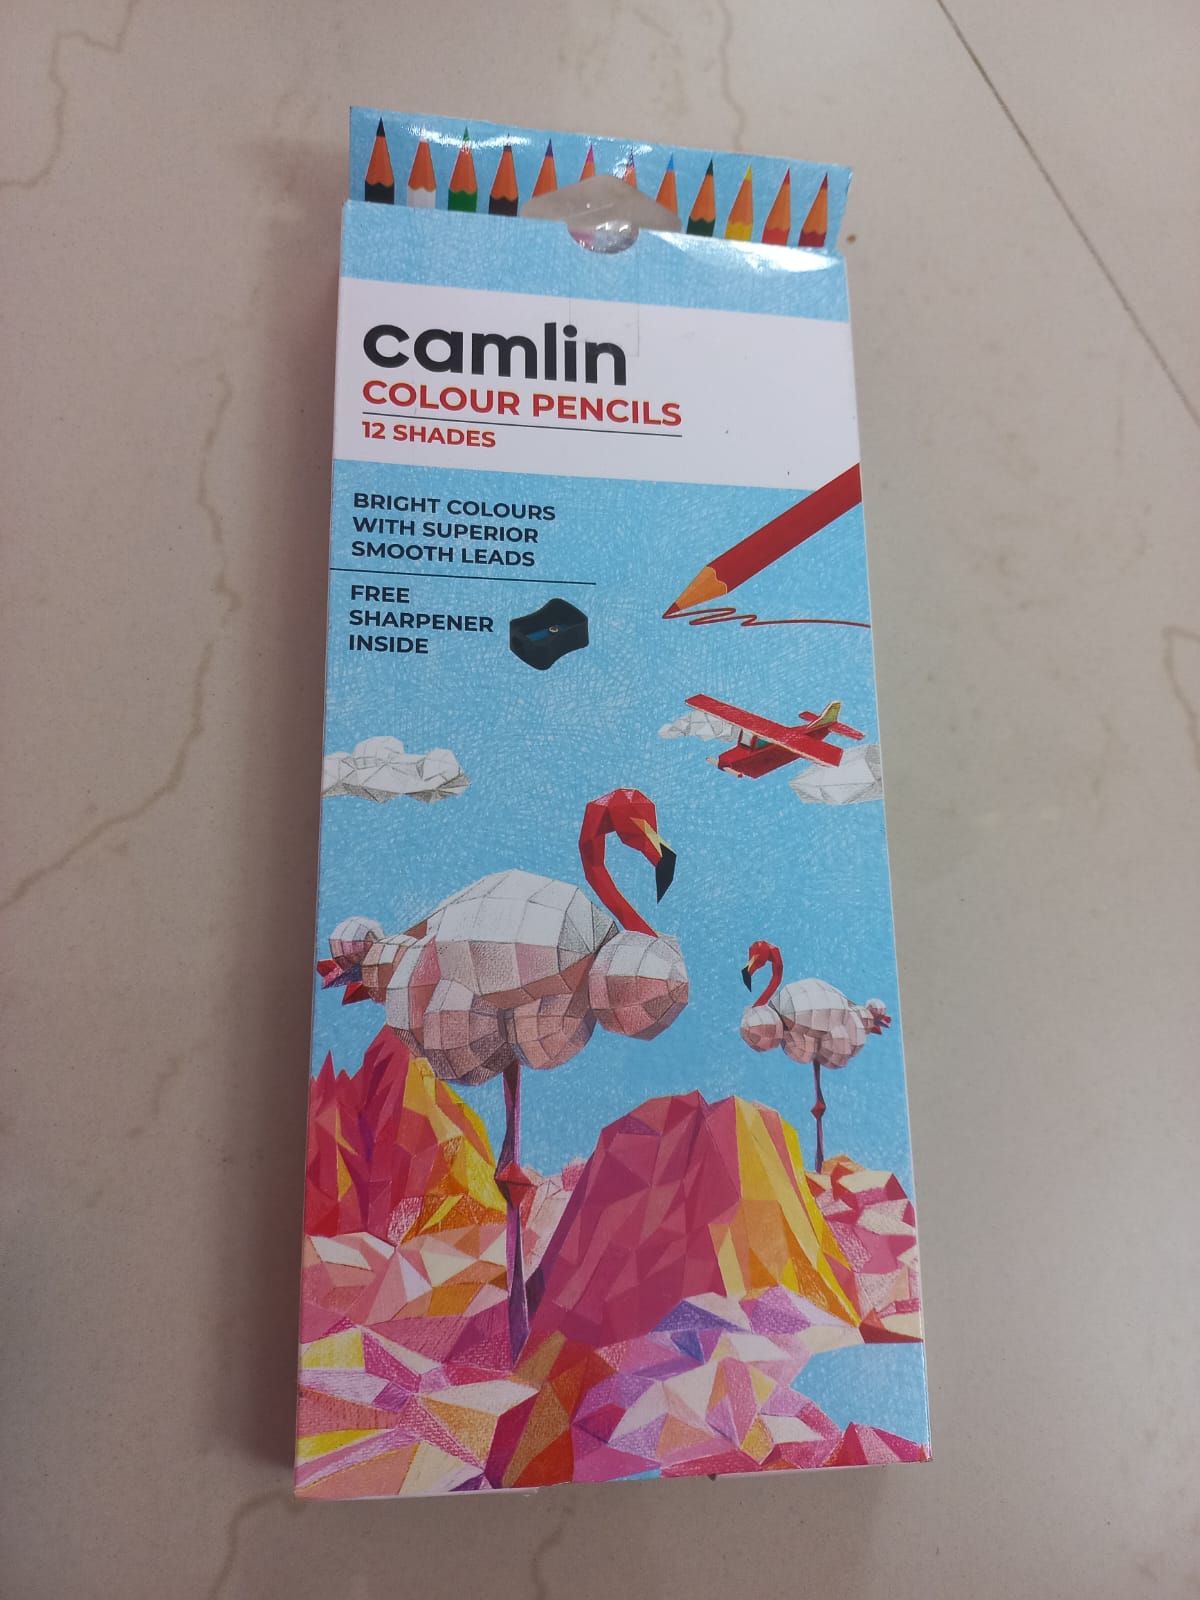 camlin
COLOUR PENCILS
12 SHADES
BRIGHT COLOURS
WITH SUPERIOR
SMOOTH LEADS
FREE
SHARPENER
INSIDE